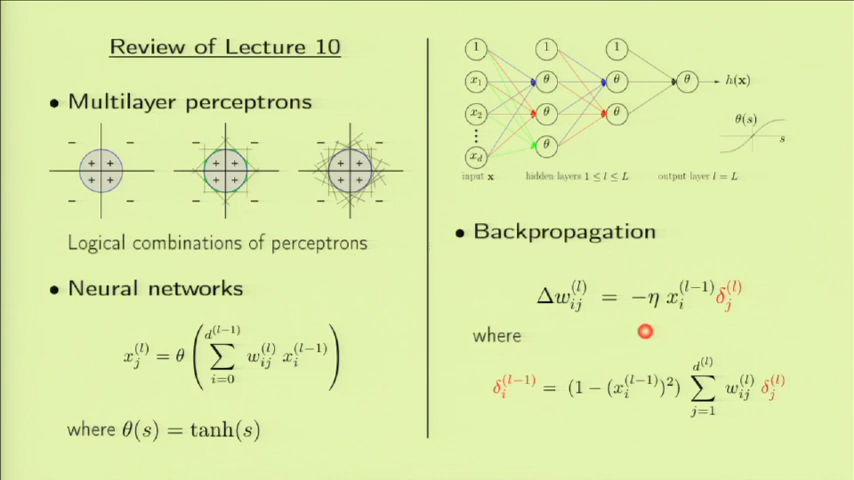 Review of Lecture 10
• Multilayer perceptrons
− − − − − −
+ + + + + +
+ + + + + +
− − − − − −
Logical combinations of perceptrons
• Neural networks
x_j^{(l)} = θ ( ∑_{i=0}^{d^{(l−1)}} w_{ij}^{(l)} x_i^{(l−1)} )
where θ(s) = tanh(s)
1 1 1
x_1 θ θ θ h(x)
x_2 θ θ
θ(s)
⋮ θ s
x_d
input x hidden layers 1 ≤ l ≤ L output layer l = L
• Backpropagation
Δw_{ij}^{(l)} = −η x_i^{(l−1)} δ_j^{(l)}
where
δ_i^{(l−1)} = (1 − (x_i^{(l−1)})^2) ∑_{j=1}^{d^{(l)}} w_{ij}^{(l)} δ_j^{(l)}